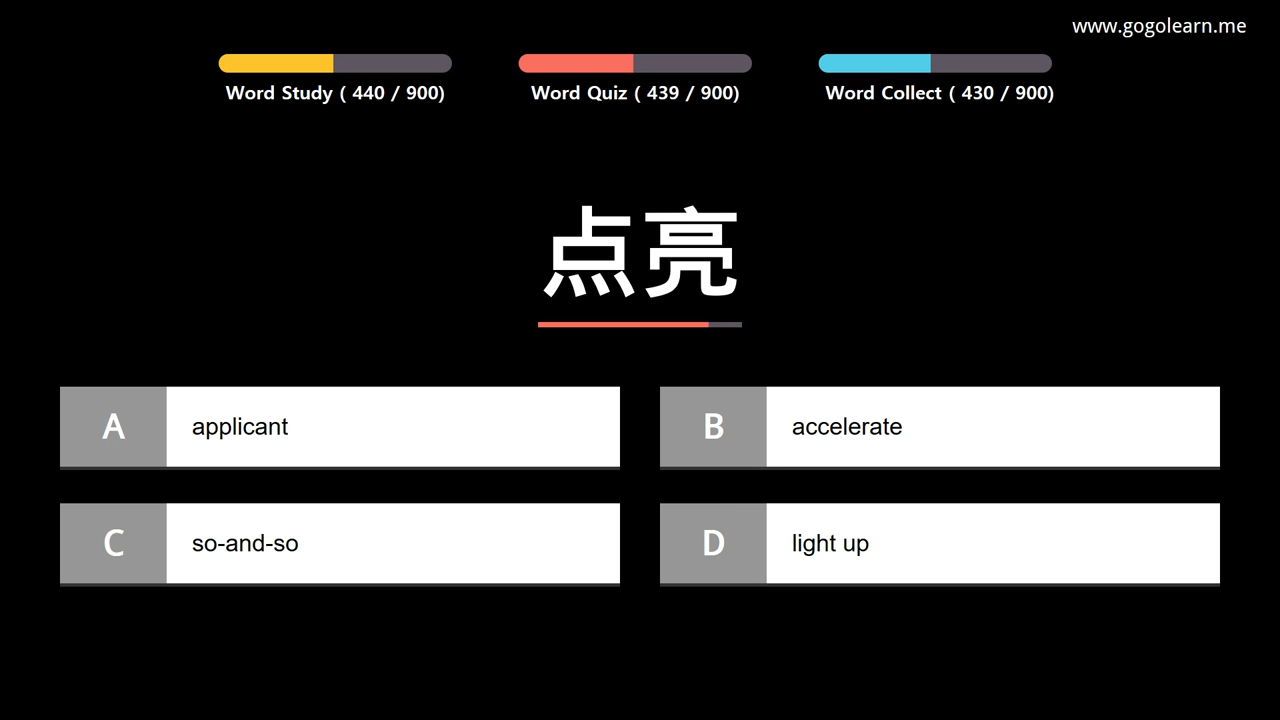 www.gogolearn.me
Word Study ( 440 / 900)
Word Quiz ( 439 / 900)
Word Collect ( 430 / 900)
点亮
A applicant
B accelerate
C so-and-so
D light up